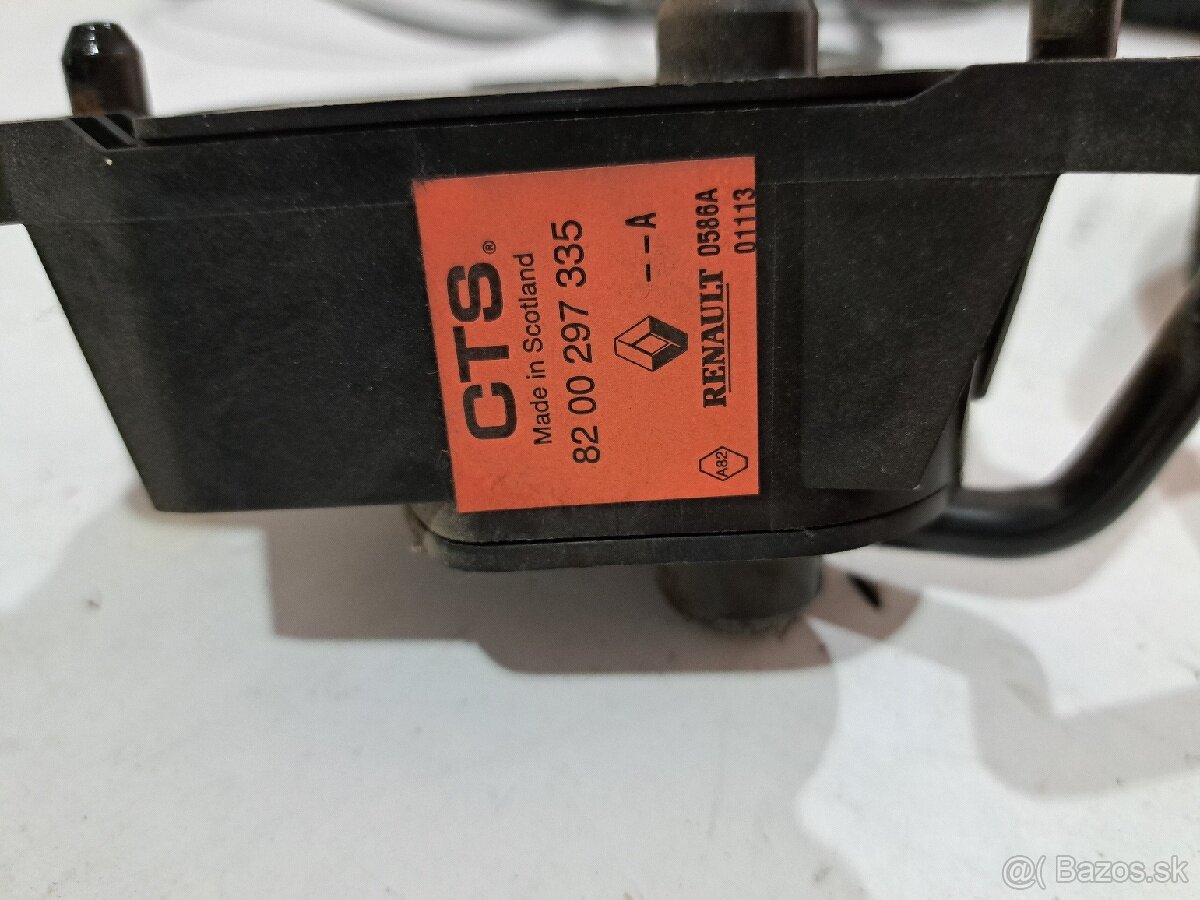 CTS®
Made in Scotland
82 00 297 335
--A
RENAULT 0586A
01113
A82
@( Bazos.sk